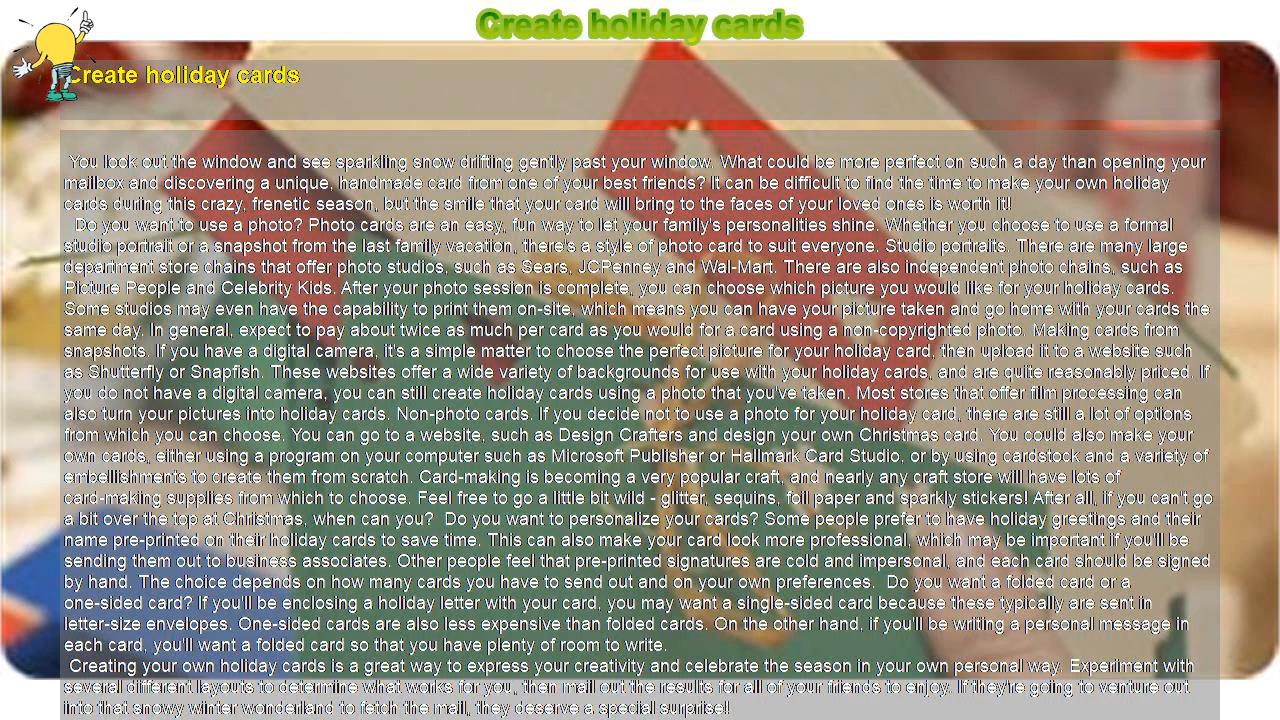 Create holiday cards
Create holiday cards
You look out the window and see sparkling snow drifting gently past your window. What could be more perfect on such a day than opening your
mailbox and discovering a unique, handmade card from one of your best friends? It can be difficult to find the time to make your own holiday
cards during this crazy, frenetic season, but the smile that your card will bring to the faces of your loved ones is worth it!
Do you want to use a photo? Photo cards are an easy, fun way to let your family's personalities shine. Whether you choose to use a formal
studio portrait or a snapshot from the last family vacation, there's a style of photo card to suit everyone. Studio portraits. There are many large
department store chains that offer photo studios, such as Sears, JCPenney and Wal-Mart. There are also independent photo chains, such as
Picture People and Celebrity Kids. After your photo session is complete, you can choose which picture you would like for your holiday cards.
Some studios may even have the capability to print them on-site, which means you can have your picture taken and go home with your cards the
same day. In general, expect to pay about twice as much per card as you would for a card using a non-copyrighted photo. Making cards from
snapshots. If you have a digital camera, it's a simple matter to choose the perfect picture for your holiday card, then upload it to a website such
as Shutterfly or Snapfish. These websites offer a wide variety of backgrounds for use with your holiday cards, and are quite reasonably priced. If
you do not have a digital camera, you can still create holiday cards using a photo that you've taken. Most stores that offer film processing can
also turn your pictures into holiday cards. Non-photo cards. If you decide not to use a photo for your holiday card, there are still a lot of options
from which you can choose. You can go to a website, such as Design Crafters and design your own Christmas card. You could also make your
own cards, either using a program on your computer such as Microsoft Publisher or Hallmark Card Studio, or by using cardstock and a variety of
embellishments to create them from scratch. Card-making is becoming a very popular craft, and nearly any craft store will have lots of
card-making supplies from which to choose. Feel free to go a little bit wild - glitter, sequins, foil paper and sparkly stickers! After all, if you can't go
a bit over the top at Christmas, when can you? Do you want to personalize your cards? Some people prefer to have holiday greetings and their
name pre-printed on their holiday cards to save time. This can also make your card look more professional, which may be important if you'll be
sending them out to business associates. Other people feel that pre-printed signatures are cold and impersonal, and each card should be signed
by hand. The choice depends on how many cards you have to send out and on your own preferences. Do you want a folded card or a
one-sided card? If you'll be enclosing a holiday letter with your card, you may want a single-sided card because these typically are sent in
letter-size envelopes. One-sided cards are also less expensive than folded cards. On the other hand, if you'll be writing a personal message in
each card, you'll want a folded card so that you have plenty of room to write.
Creating your own holiday cards is a great way to express your creativity and celebrate the season in your own personal way. Experiment with
several different layouts to determine what works for you, then mail out the results for all of your friends to enjoy. If they're going to venture out
into that snowy winter wonderland to fetch the mail, they deserve a special surprise!